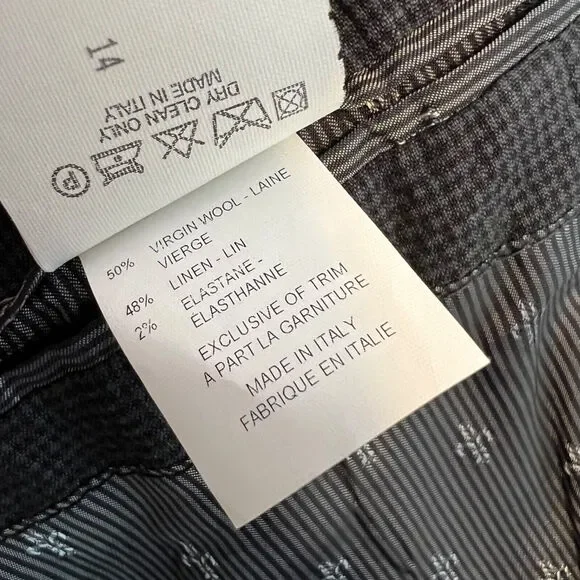 14
DRY CLEAN ONLY
MADE IN ITALY
P
50% VIRGIN WOOL - LAINE
VIERGE
48% LINEN - LIN
2% ELASTANE -
ELASTHANNE
EXCLUSIVE OF TRIM
A PART LA GARNITURE
MADE IN ITALY
FABRIQUE EN ITALIE